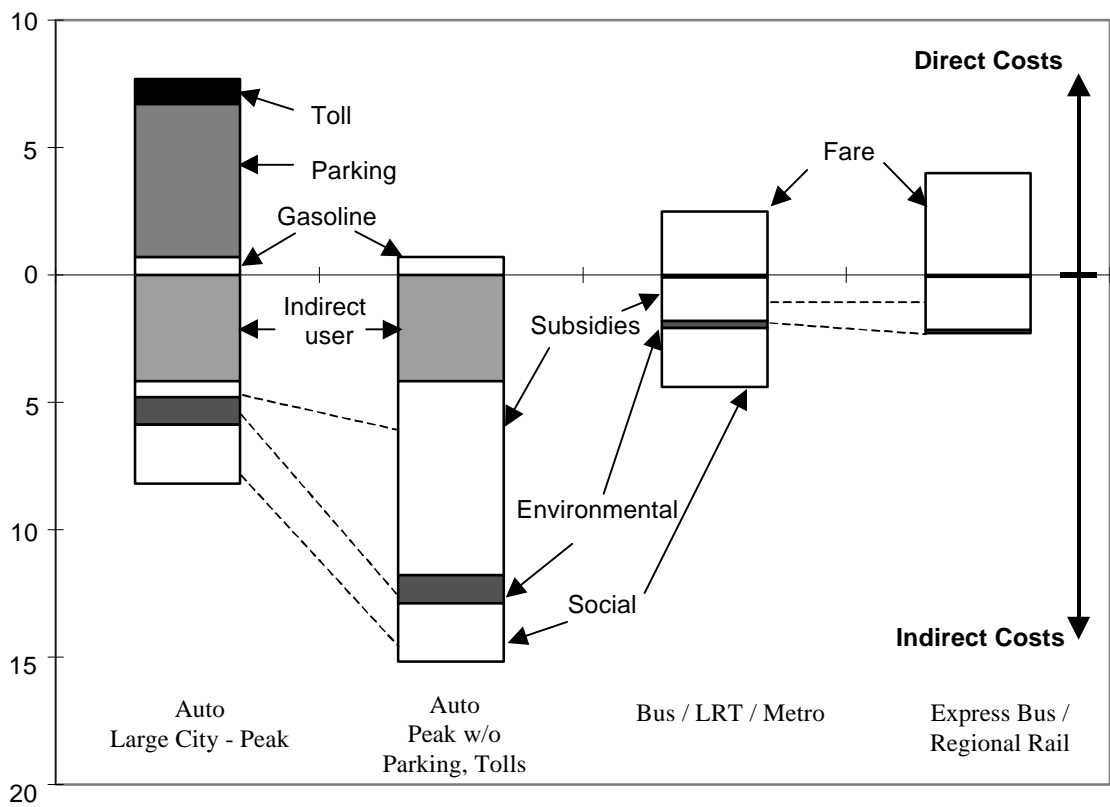 10
5
0
5
10
15
20
Direct Costs
Toll
Parking
Fare
Gasoline
Indirect
user
Subsidies
Environmental
Social
Indirect Costs
Auto
Large City - Peak
Auto
Peak w/o
Parking, Tolls
Bus / LRT / Metro
Express Bus /
Regional Rail